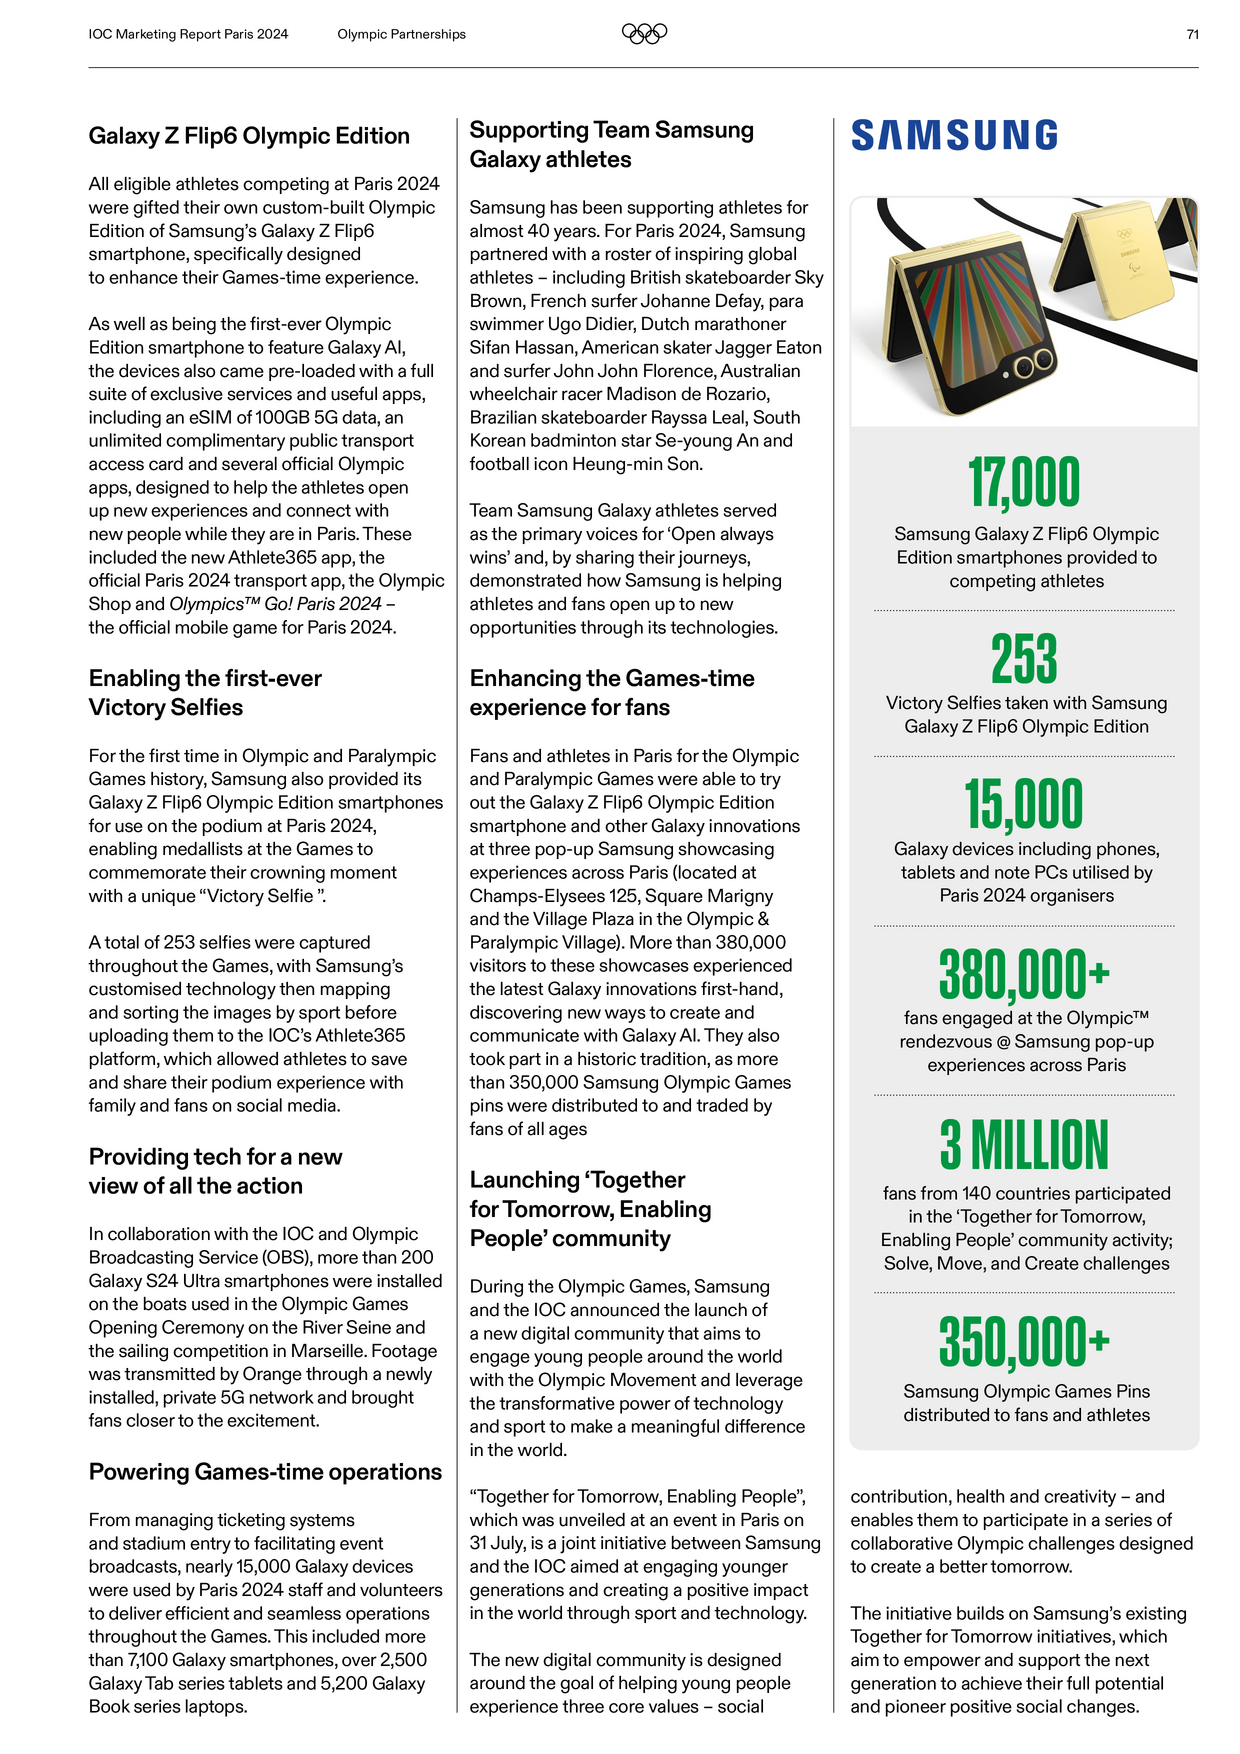 IOC Marketing Report Paris 2024
Olympic Partnerships
71
Galaxy Z Flip6 Olympic Edition
All eligible athletes competing at Paris 2024
were gifted their own custom-built Olympic
Edition of Samsung's Galaxy Z Flip6
smartphone, specifically designed
to enhance their Games-time experience.
As well as being the first-ever Olympic
Edition smartphone to feature Galaxy AI,
the devices also came pre-loaded with a full
suite of exclusive services and useful apps,
including an eSIM of 100GB 5G data, an
unlimited complimentary public transport
access card and several official Olympic
apps, designed to help the athletes open
up new experiences and connect with
new people while they are in Paris. These
included the new Athlete365 app, the
official Paris 2024 transport app, the Olympic
Shop and Olympics™ Go! Paris 2024 –
the official mobile game for Paris 2024.
Enabling the first-ever
Victory Selfies
For the first time in Olympic and Paralympic
Games history, Samsung also provided its
Galaxy Z Flip6 Olympic Edition smartphones
for use on the podium at Paris 2024,
enabling medallists at the Games to
commemorate their crowning moment
with a unique “Victory Selfie ”.
A total of 253 selfies were captured
throughout the Games, with Samsung's
customised technology then mapping
and sorting the images by sport before
uploading them to the IOC's Athlete365
platform, which allowed athletes to save
and share their podium experience with
family and fans on social media.
Providing tech for a new
view of all the action
In collaboration with the IOC and Olympic
Broadcasting Service (OBS), more than 200
Galaxy S24 Ultra smartphones were installed
on the boats used in the Olympic Games
Opening Ceremony on the River Seine and
the sailing competition in Marseille. Footage
was transmitted by Orange through a newly
installed, private 5G network and brought
fans closer to the excitement.
Powering Games-time operations
From managing ticketing systems
and stadium entry to facilitating event
broadcasts, nearly 15,000 Galaxy devices
were used by Paris 2024 staff and volunteers
to deliver efficient and seamless operations
throughout the Games. This included more
than 7,100 Galaxy smartphones, over 2,500
Galaxy Tab series tablets and 5,200 Galaxy
Book series laptops.
Supporting Team Samsung
Galaxy athletes
Samsung has been supporting athletes for
almost 40 years. For Paris 2024, Samsung
partnered with a roster of inspiring global
athletes – including British skateboarder Sky
Brown, French surfer Johanne Defay, para
swimmer Ugo Didier, Dutch marathoner
Sifan Hassan, American skater Jagger Eaton
and surfer John John Florence, Australian
wheelchair racer Madison de Rozario,
Brazilian skateboarder Rayssa Leal, South
Korean badminton star Se-young An and
football icon Heung-min Son.
Team Samsung Galaxy athletes served
as the primary voices for ‘Open always
wins’ and, by sharing their journeys,
demonstrated how Samsung is helping
athletes and fans open up to new
opportunities through its technologies.
Enhancing the Games-time
experience for fans
Fans and athletes in Paris for the Olympic
and Paralympic Games were able to try
out the Galaxy Z Flip6 Olympic Edition
smartphone and other Galaxy innovations
at three pop-up Samsung showcasing
experiences across Paris (located at
Champs-Elysees 125, Square Marigny
and the Village Plaza in the Olympic &
Paralympic Village). More than 380,000
visitors to these showcases experienced
the latest Galaxy innovations first-hand,
discovering new ways to create and
communicate with Galaxy AI. They also
took part in a historic tradition, as more
than 350,000 Samsung Olympic Games
pins were distributed to and traded by
fans of all ages
Launching ‘Together
for Tomorrow, Enabling
People’ community
During the Olympic Games, Samsung
and the IOC announced the launch of
a new digital community that aims to
engage young people around the world
with the Olympic Movement and leverage
the transformative power of technology
and sport to make a meaningful difference
in the world.
“Together for Tomorrow, Enabling People”,
which was unveiled at an event in Paris on
31 July, is a joint initiative between Samsung
and the IOC aimed at engaging younger
generations and creating a positive impact
in the world through sport and technology.
The new digital community is designed
around the goal of helping young people
experience three core values – social
SAMSUNG
SAMSUNG
17,000
Samsung Galaxy Z Flip6 Olympic
Edition smartphones provided to
competing athletes
253
Victory Selfies taken with Samsung
Galaxy Z Flip6 Olympic Edition
15,000
Galaxy devices including phones,
tablets and note PCs utilised by
Paris 2024 organisers
380,000+
fans engaged at the Olympic™
rendezvous @ Samsung pop-up
experiences across Paris
3 MILLION
fans from 140 countries participated
in the ‘Together for Tomorrow,
Enabling People’ community activity;
Solve, Move, and Create challenges
350,000+
Samsung Olympic Games Pins
distributed to fans and athletes
contribution, health and creativity – and
enables them to participate in a series of
collaborative Olympic challenges designed
to create a better tomorrow.
The initiative builds on Samsung's existing
Together for Tomorrow initiatives, which
aim to empower and support the next
generation to achieve their full potential
and pioneer positive social changes.